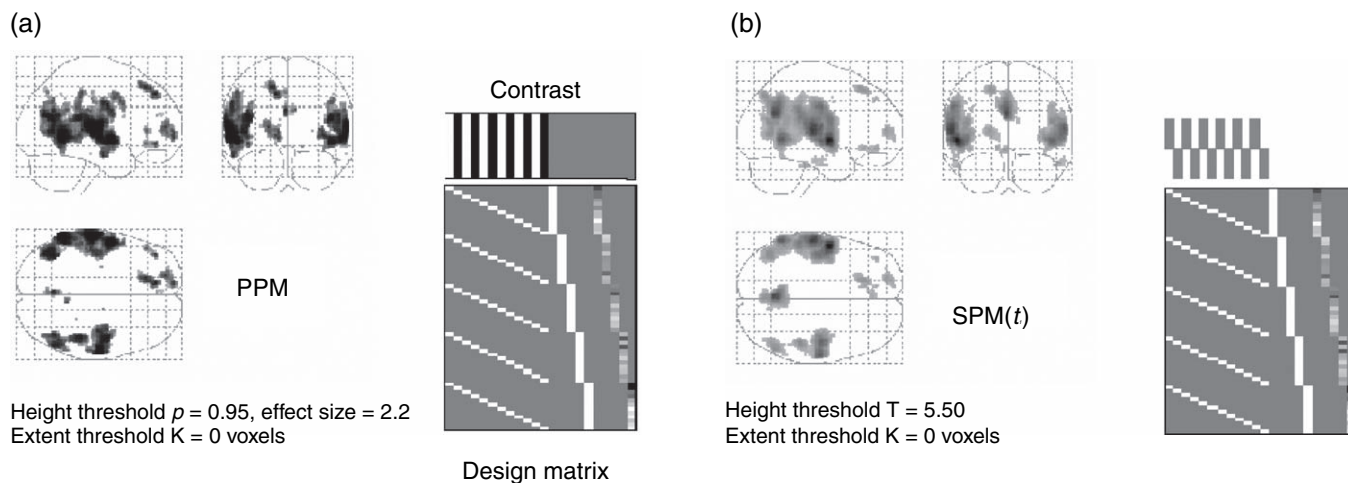 (a)
Contrast
PPM
Height threshold p = 0.95, effect size = 2.2
Extent threshold K = 0 voxels
Design matrix
(b)
SPM(t)
Height threshold T = 5.50
Extent threshold K = 0 voxels